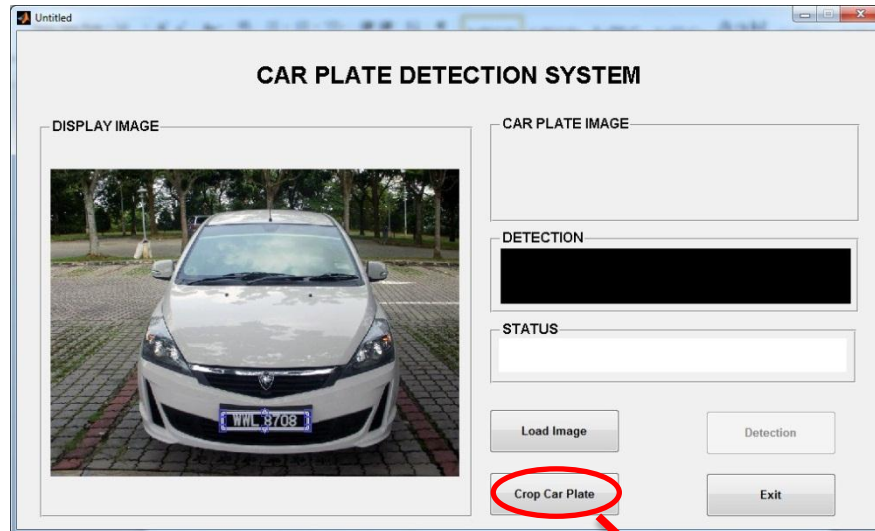 Untitled
CAR PLATE DETECTION SYSTEM
DISPLAY IMAGE
WWL 8708
CAR PLATE IMAGE
DETECTION
STATUS
Load Image
Detection
Crop Car Plate
Exit